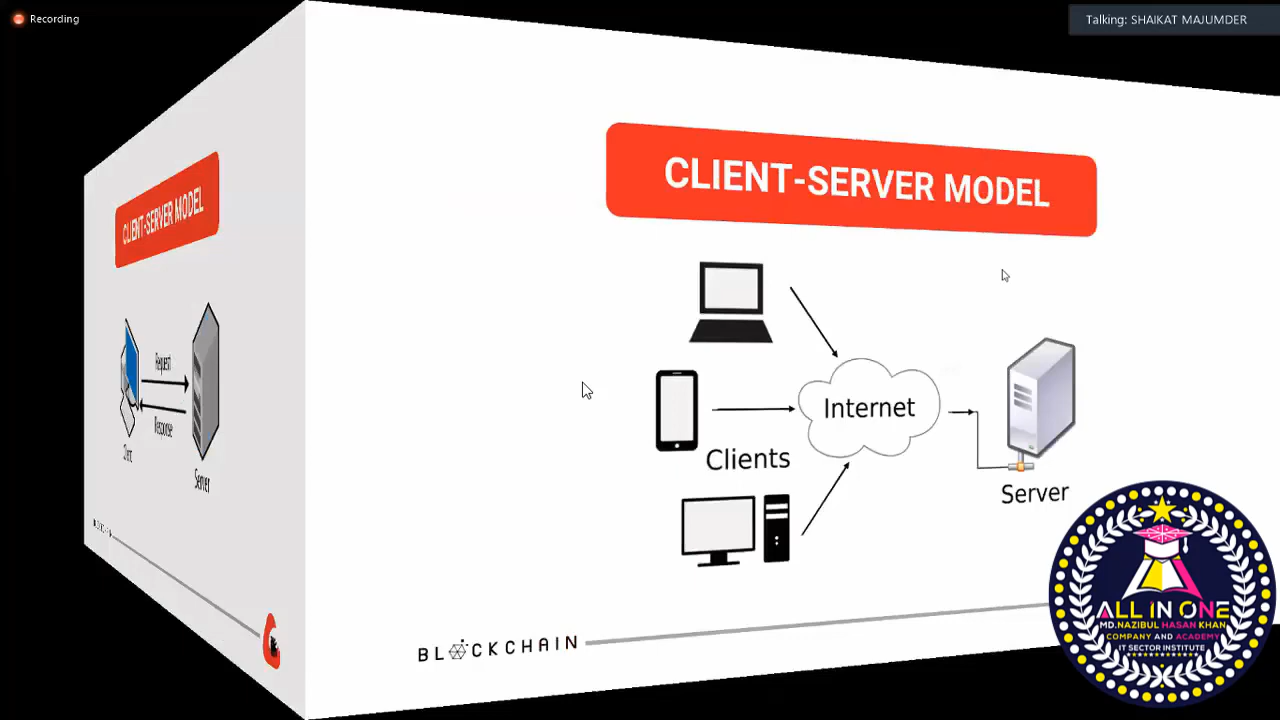 Recording
Talking: SHAIKAT MAJUMDER
CLIENT-SERVER MODEL
Request
Response
Client
Server
CLIENT-SERVER MODEL
Internet
Clients
Server
BLOCKCHAIN
ALL IN ONE
MD.NAZIBUL HASAN KHAN
COMPANY AND ACADEMY
IT SECTOR INSTITUTE